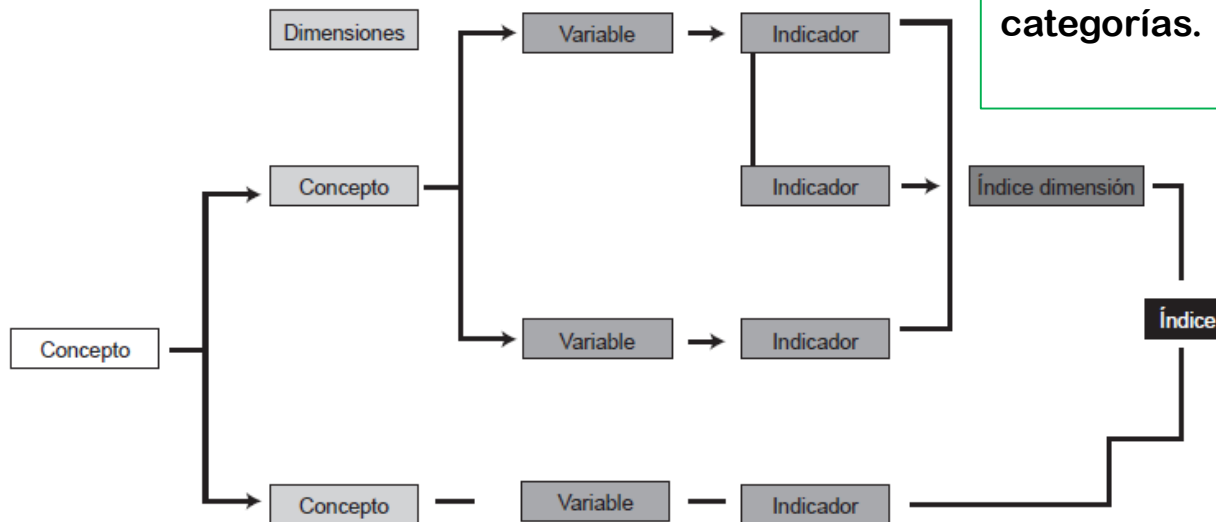 categorías.
Dimensiones
Variable
Indicador
Concepto
Indicador
Índice dimensión
Concepto
Variable
Indicador
Índice
Concepto
Variable
Indicador